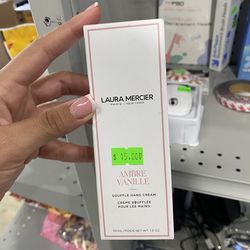 LAURA MERCIER
PARIS • NEW YORK
$ 15.00
AMBRE
VANILLE
SOUFFLÉ HAND CREAM
CRÈME SOUFFLÉE
POUR LES MAINS